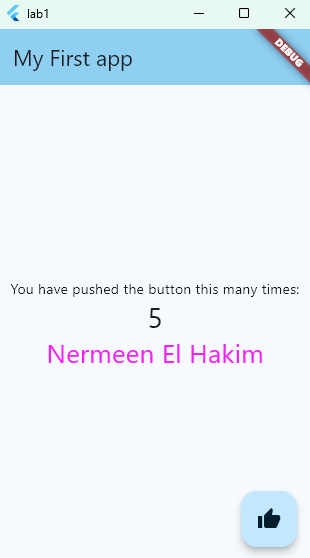 lab1
My First app
DEBUG
You have pushed the button this many times:
5
Nermeen El Hakim